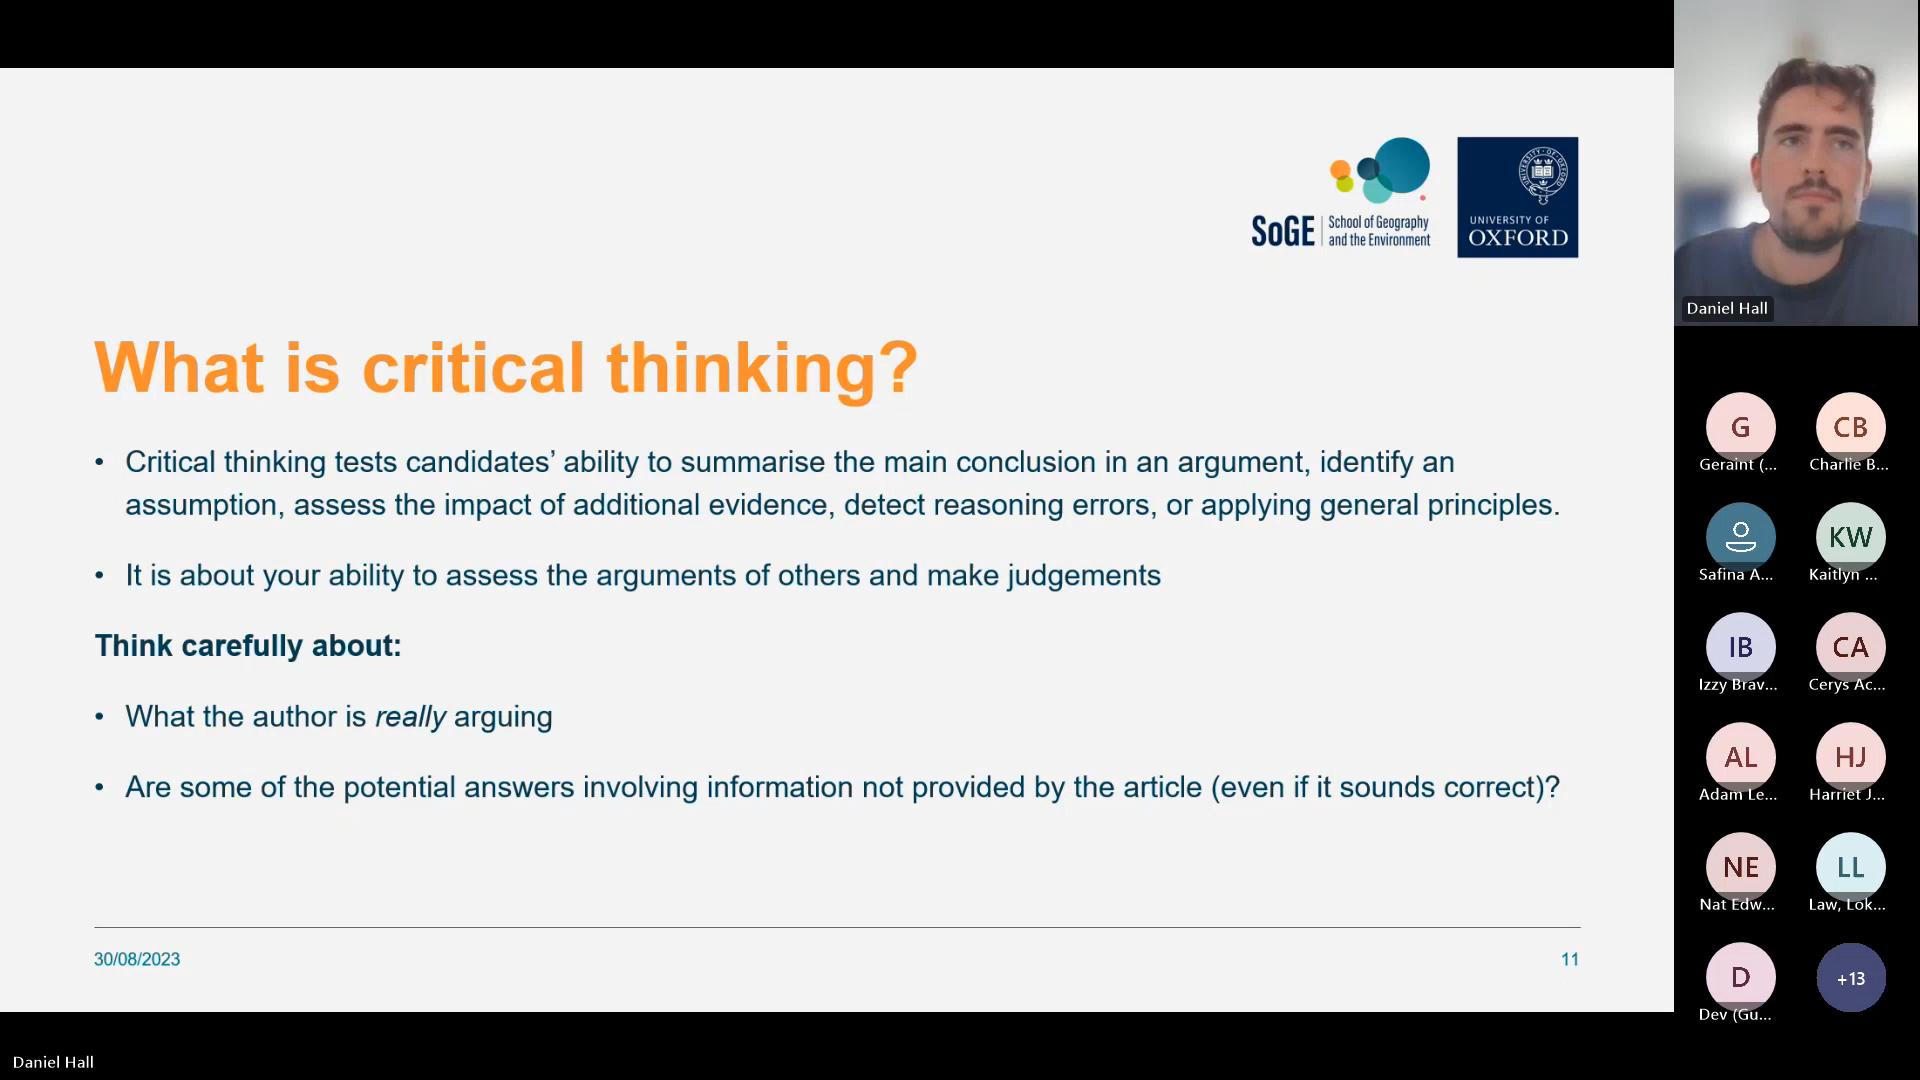 SoGE
School of Geography
and the Environment
UNIVERSITY OF
OXFORD
What is critical thinking?
• Critical thinking tests candidates’ ability to summarise the main conclusion in an argument, identify an
assumption, assess the impact of additional evidence, detect reasoning errors, or applying general principles.
• It is about your ability to assess the arguments of others and make judgements
Think carefully about:
• What the author is really arguing
• Are some of the potential answers involving information not provided by the article (even if it sounds correct)?
30/08/2023
11
Daniel Hall
Daniel Hall
G
CB
Geraint (...
Charlie B...
KW
Safina A...
Kaitlyn ...
IB
CA
Izzy Brav...
Cerys Ac...
AL
HJ
Adam Le...
Harriet J...
NE
LL
Nat Edw...
Law, Lok...
D
+13
Dev (Gu...